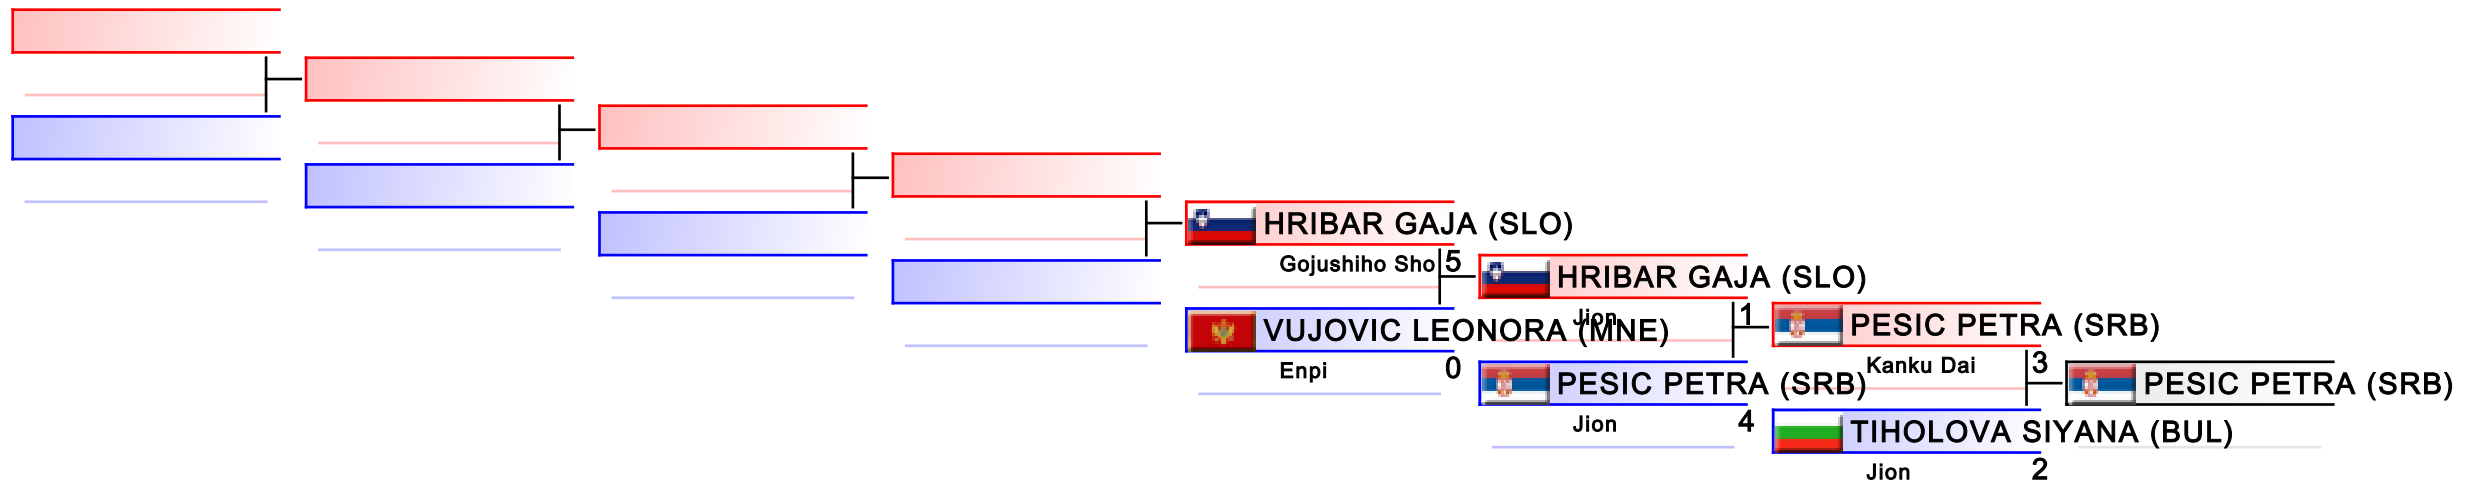 HRIBAR GAJA (SLO)
Gojushiho Sho 5
VUJOVIC LEONORA (MNE)
Enpi 0
HRIBAR GAJA (SLO)
Jion 1
PESIC PETRA (SRB)
Jion 4
PESIC PETRA (SRB)
Kanku Dai 3
TIHOLOVA SIYANA (BUL)
Jion 2
PESIC PETRA (SRB)